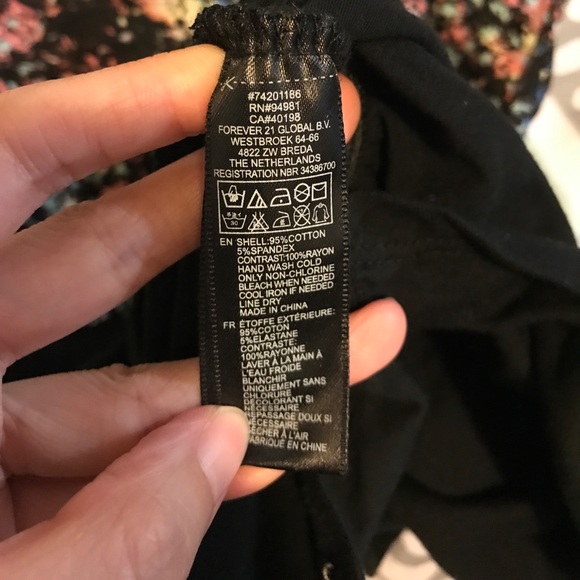 #74201186
RN#94981
CA#40198
FOREVER 21 GLOBAL B.V.
WESTBROEK 64-66
4822 ZW BREDA
THE NETHERLANDS
REGISTRATION NBR 34386700
EN SHELL:95%COTTON
5%SPANDEX
CONTRAST:100%RAYON
HAND WASH COLD
ONLY NON-CHLORINE
BLEACH WHEN NEEDED
COOL IRON IF NEEDED
LINE DRY
MADE IN CHINA
FR ÉTOFFE EXTÉRIEURE:
95%COTON
5%ELASTANE
CONTRASTE:
100%RAYONNE
LAVER À LA MAIN À
L'EAU FROIDE
BLANCHIR
UNIQUEMENT SANS
CHLORURE
DÉCOLORANT SI
NÉCESSAIRE
REPASSAGE DOUX SI
NÉCESSAIRE
SÉCHER À L'AIR
FABRIQUÉ EN CHINE